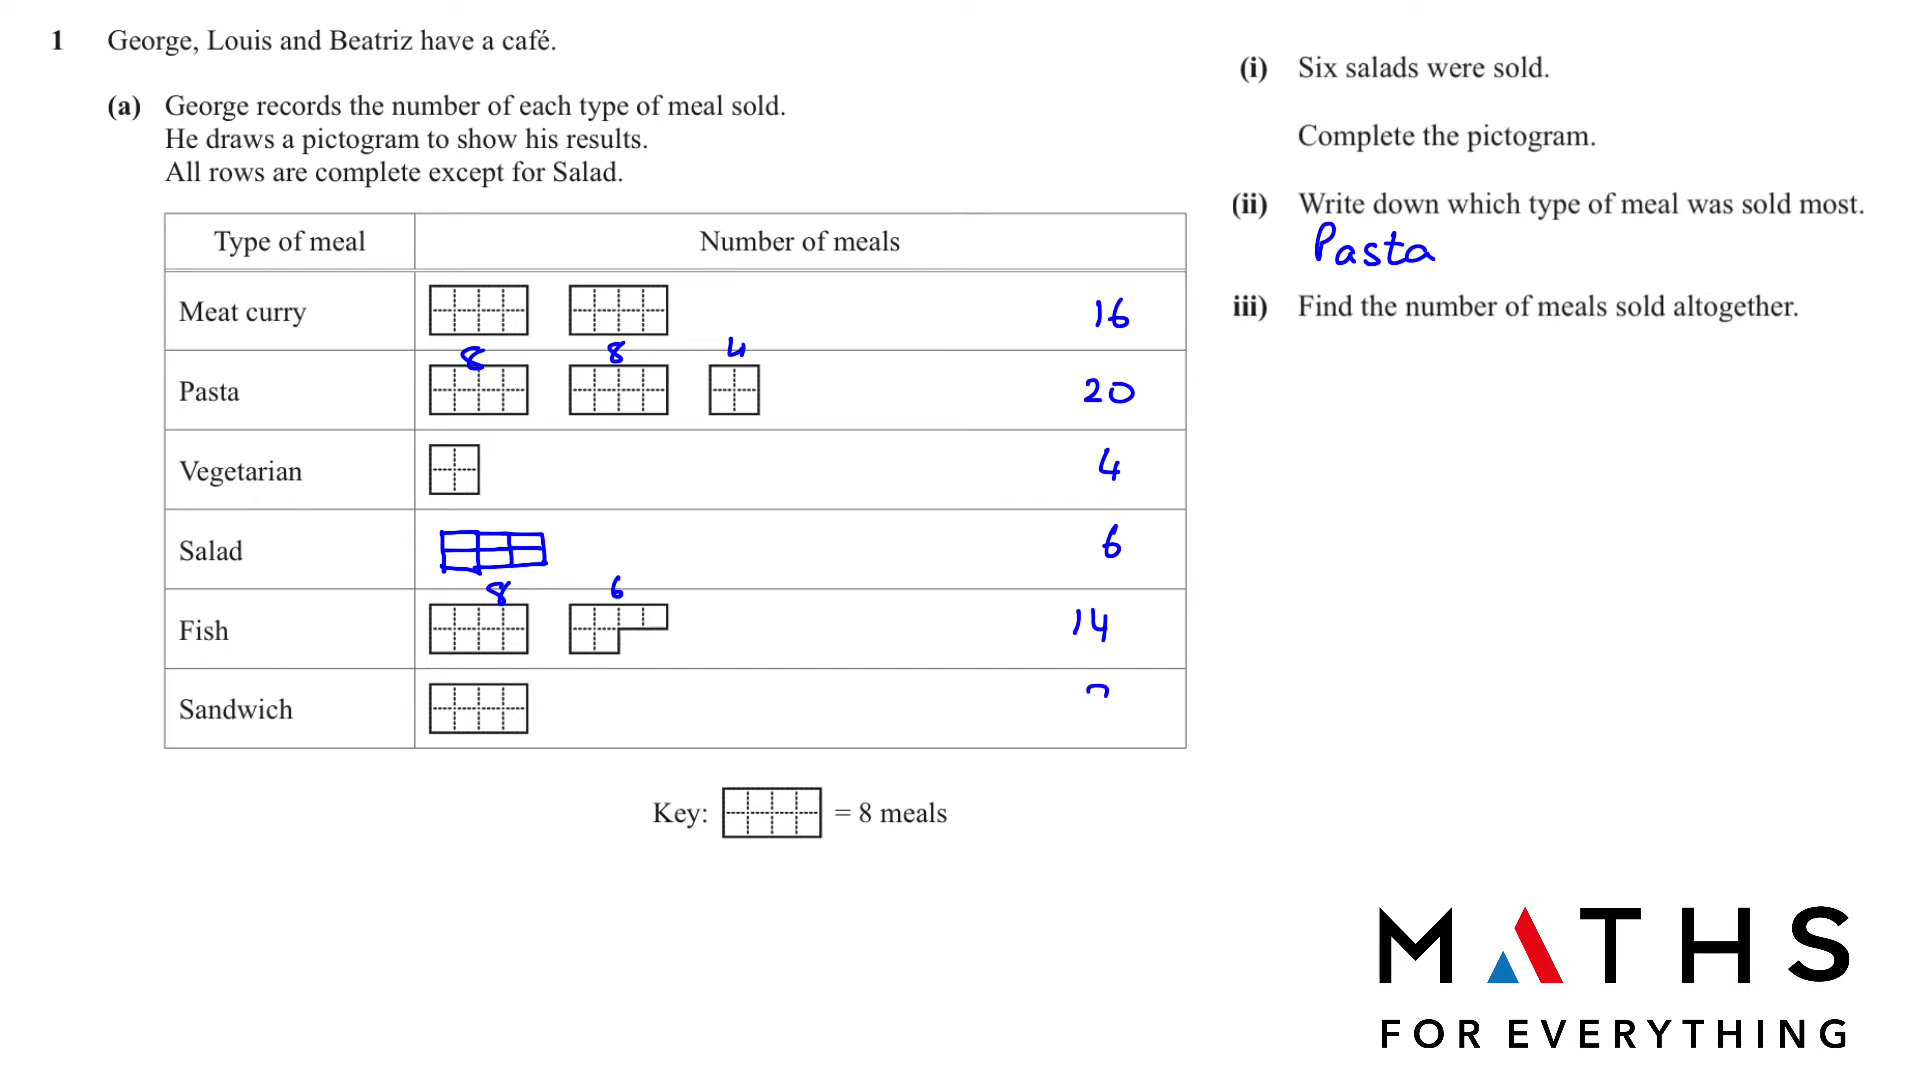 1 George, Louis and Beatriz have a café.
(a) George records the number of each type of meal sold.
He draws a pictogram to show his results.
All rows are complete except for Salad.
Type of meal Number of meals
Meat curry 16
8 8 4
Pasta 20
Vegetarian 4
Salad 6
8 6
Fish 14
Sandwich
Key: = 8 meals
(i) Six salads were sold.
Complete the pictogram.
(ii) Write down which type of meal was sold most.
Pasta
iii) Find the number of meals sold altogether.
MATHS
FOR EVERYTHING